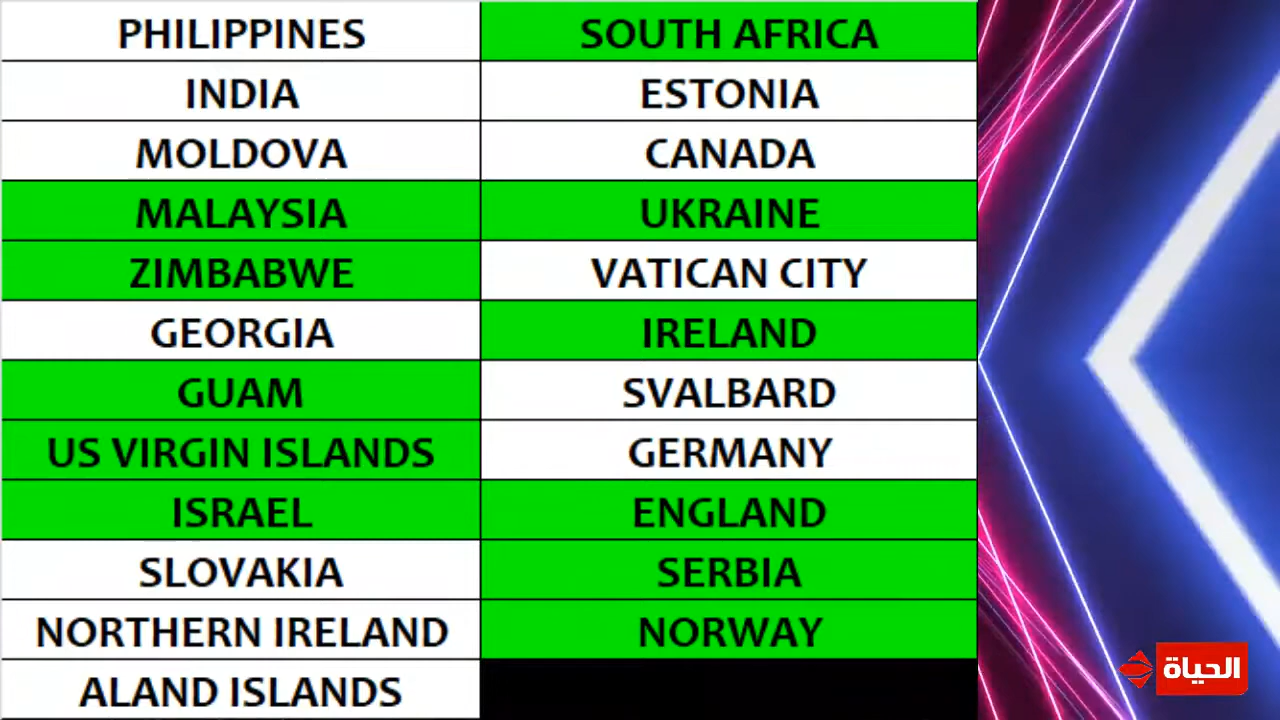 PHILIPPINES
SOUTH AFRICA
INDIA
ESTONIA
MOLDOVA
CANADA
MALAYSIA
UKRAINE
ZIMBABWE
VATICAN CITY
GEORGIA
IRELAND
GUAM
SVALBARD
US VIRGIN ISLANDS
GERMANY
ISRAEL
ENGLAND
SLOVAKIA
SERBIA
NORTHERN IRELAND
NORWAY
ALAND ISLANDS
الحياة